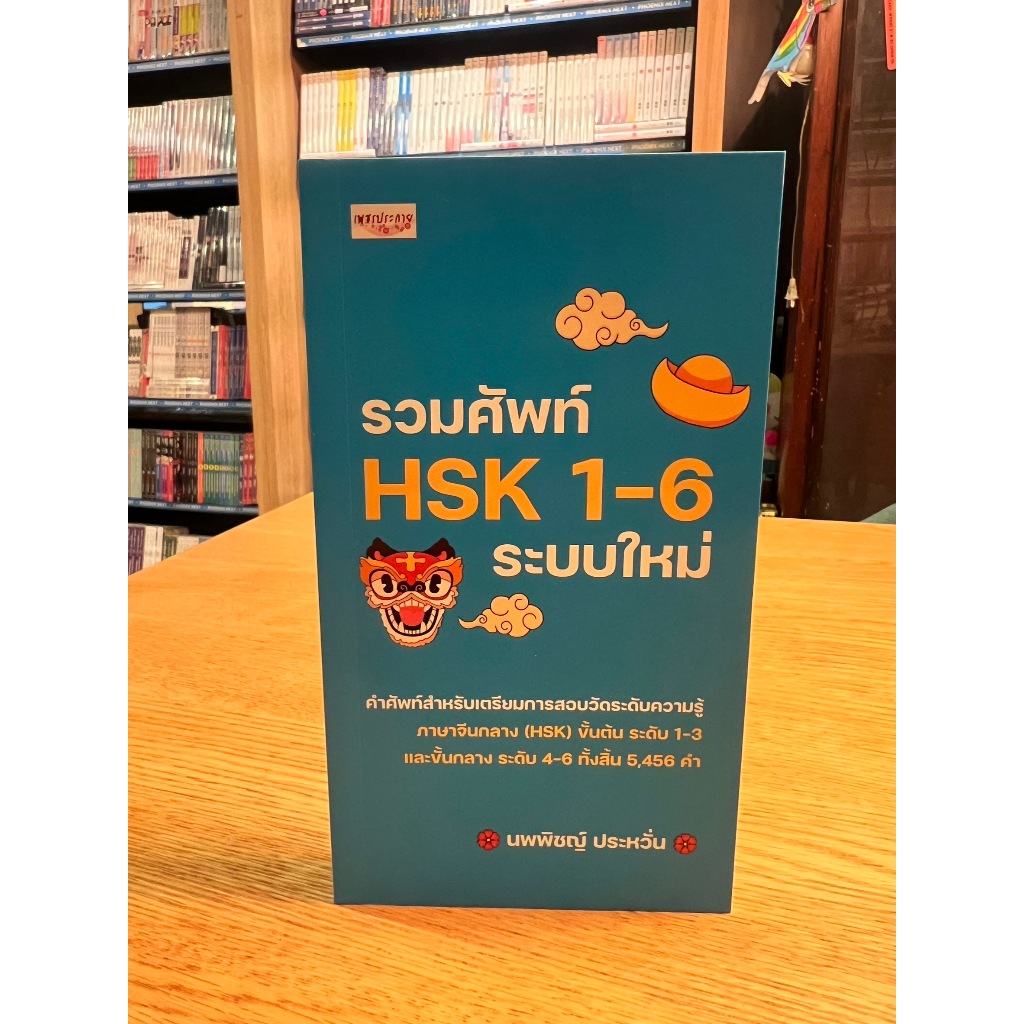 PHOENIX NEXT
เพชรประกาย
รวมศัพท์
HSK 1-6
ระบบใหม่
คำศัพท์สำหรับเตรียมการสอบวัดระดับความรู้
ภาษาจีนกลาง (HSK) ขั้นต้น ระดับ 1-3
และขั้นกลาง ระดับ 4-6 ทั้งสิ้น 5,456 คำ
นพพิชญ์ ประหวั่น